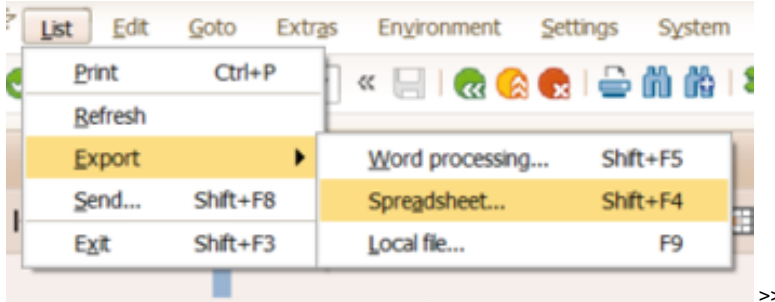 List Edit Goto Extras Environment Settings System
Print Ctrl+P
Refresh
Export
Word processing... Shift+F5
Send... Shift+F8
Spreadsheet... Shift+F4
Exit Shift+F3
Local file... F9
>>